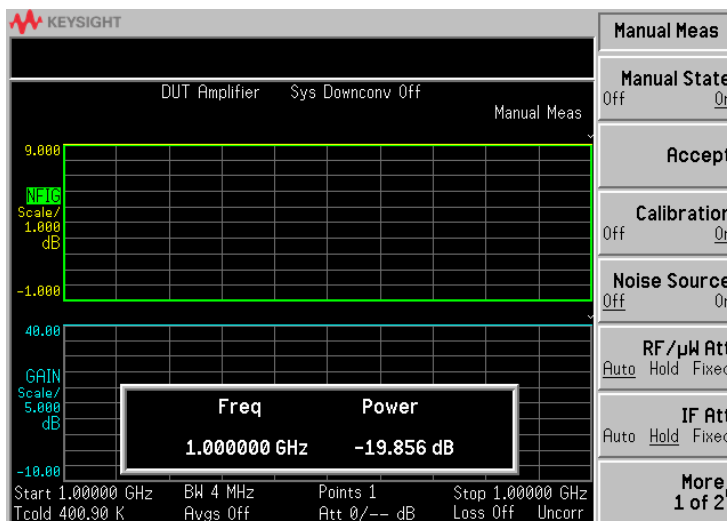 KEYSIGHT
DUT Amplifier Sys Downconv Off
Manual Meas
9.000
NFIG
Scale/
1.000
dB
-1.000
40.00
GAIN
Scale/
5.000
dB
-10.00
Freq Power
1.000000 GHz -19.856 dB
Start 1.00000 GHz BW 4 MHz Points 1 Stop 1.00000 GHz
Tcold 400.90 K Avgs Off Att 0/-- dB Loss Off Uncorr
Manual Meas
Manual State
Off On
Accept
Calibration
Off On
Noise Source
Off On
RF/µW Att
Auto Hold Fixed
IF Att
Auto Hold Fixed
More
1 of 2